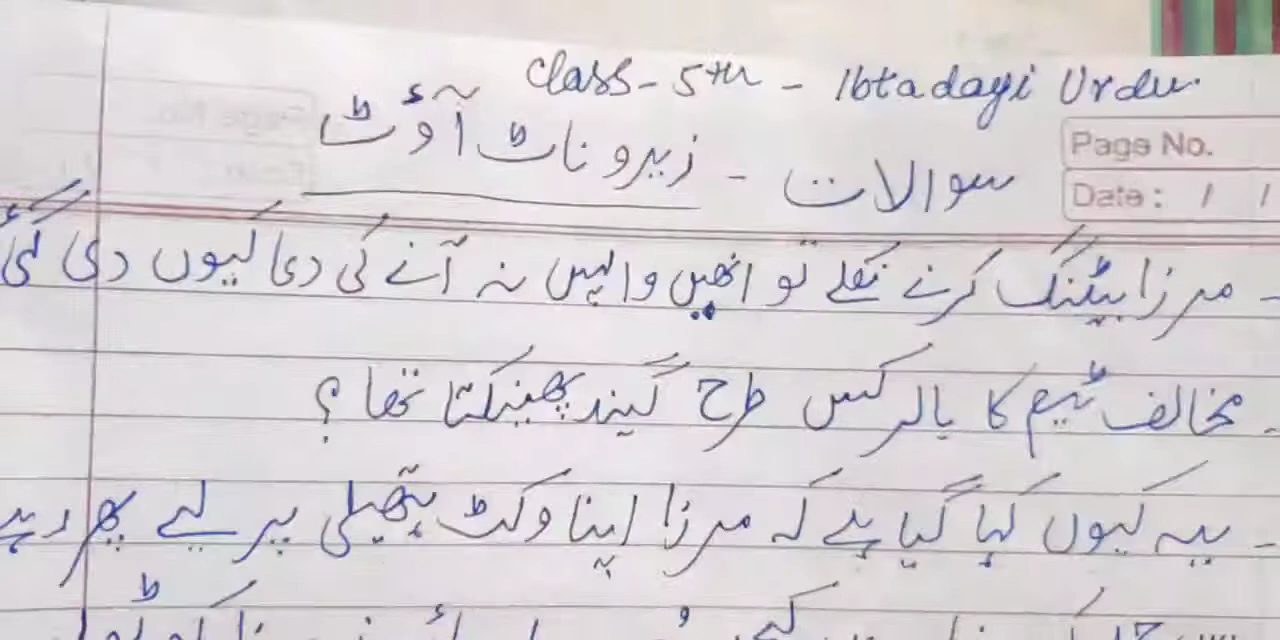 Class - 5th - Ibtadayi Urdu
سوالات - زیرو ناٹ آؤٹ
Page No.
Date : / /
- مرزا بیٹنگ کرنے نکلے تو انھیں واپس نہ آنے کی دعا کیوں دی گئی
- مخالف ٹیم کا بالر کس طرح گیند پھینکتا تھا ؟
- یہ کیوں کہا گیا ہے کہ مرزا اپنا وکٹ ہتھیلی پر لیے پھر رہے